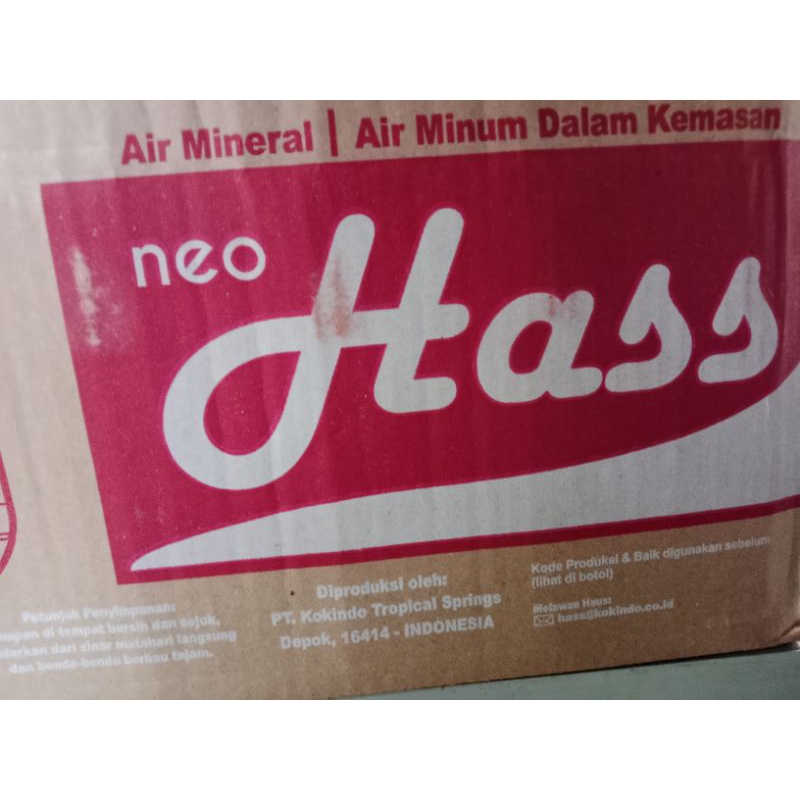 Air Mineral | Air Minum Dalam Kemasan
neo
Hass
Petunjuk Penyimpanan:
mpan di tempat bersih dan sejuk,
darkan dari sinar matahari langsung
dan benda-benda berbau tajam.
Diproduksi oleh:
PT. Kokindo Tropical Springs
Depok, 16414 - INDONESIA
Kode Produksi & Baik digunakan sebelum
(lihat di botol)
Melawan Haus:
hass@kokindo.co.id